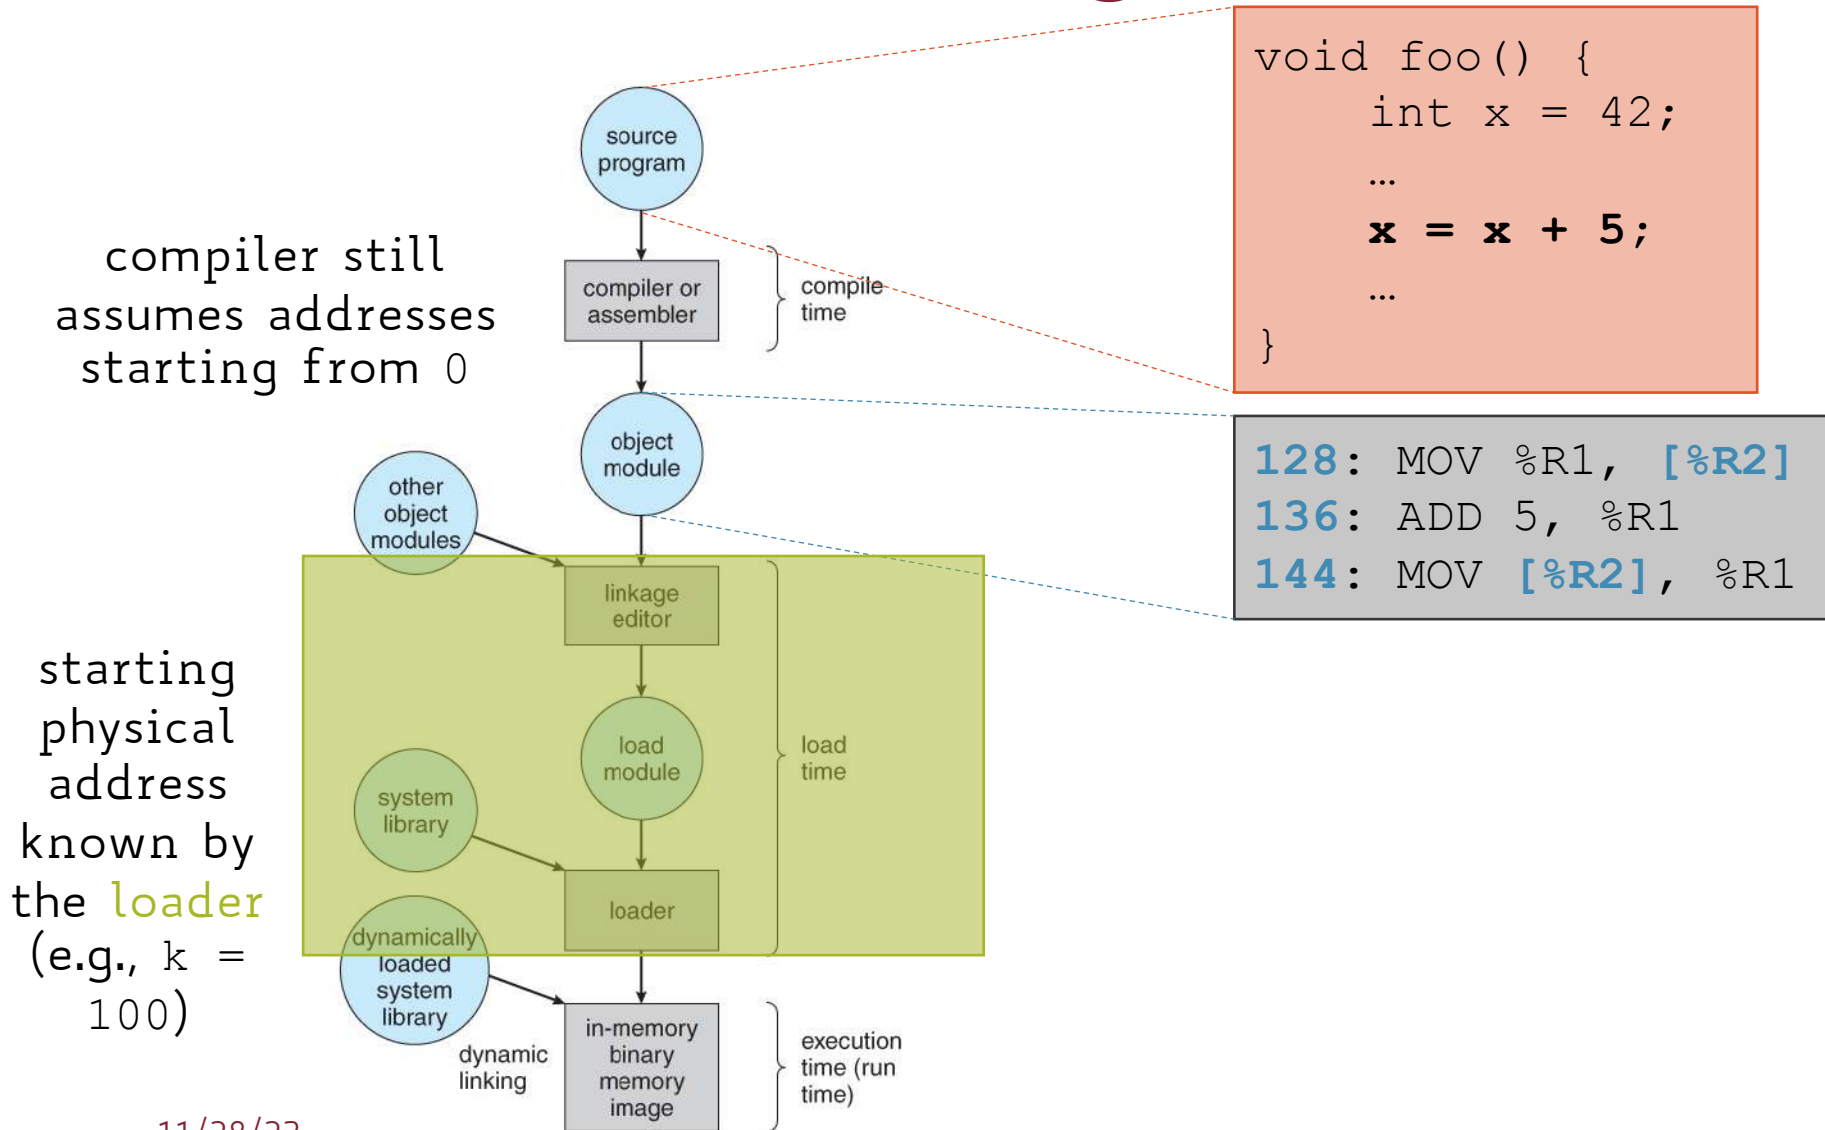 void foo() {
int x = 42;
…
x = x + 5;
…
}
source
program
compiler still
assumes addresses
starting from 0
compiler or
assembler
compile
time
object
module
128: MOV %R1, [%R2]
136: ADD 5, %R1
144: MOV [%R2], %R1
other
object
modules
linkage
editor
starting
physical
address
known by
the loader
(e.g., k =
100)
load
module
load
time
system
library
loader
dynamically
loaded
system
library
dynamic
linking
in-memory
binary
memory
image
execution
time (run
time)